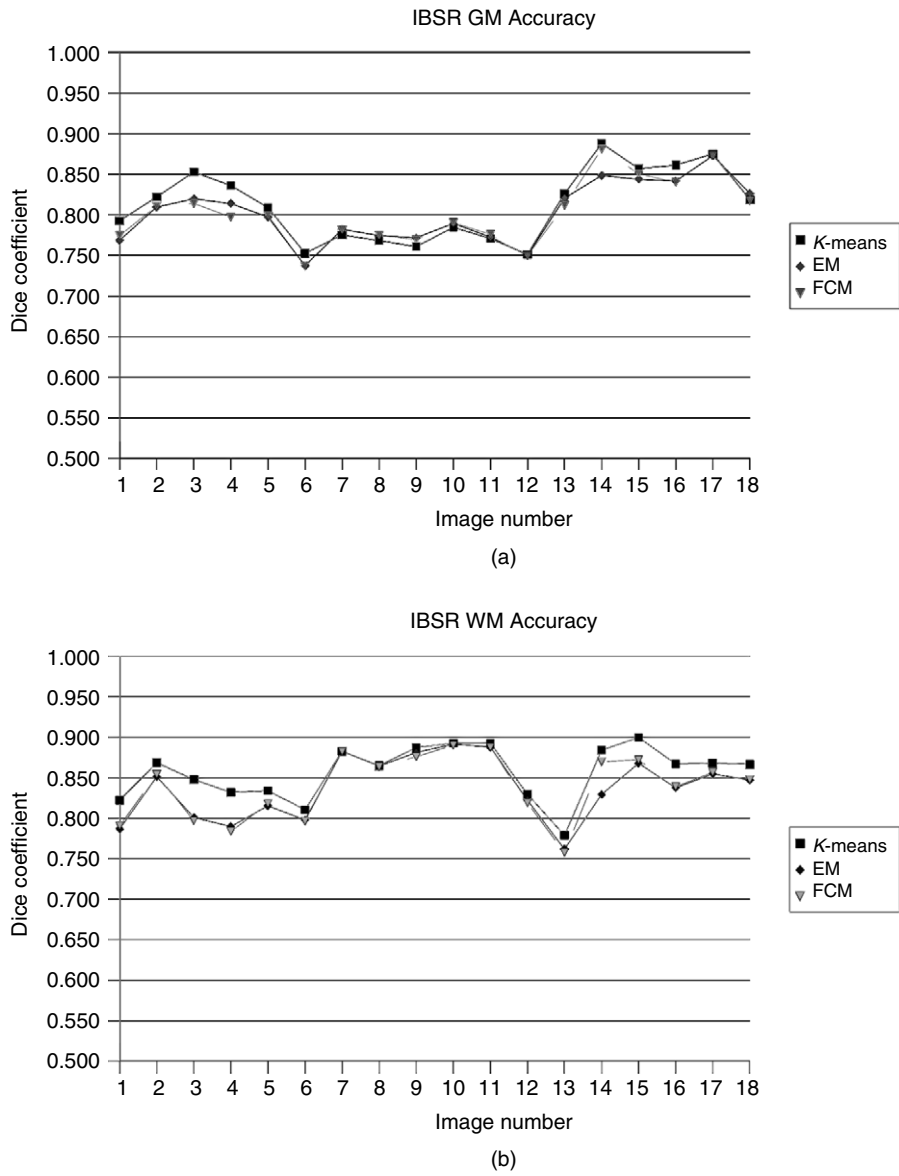 IBSR GM Accuracy
1.000
0.950
0.900
0.850
0.800
0.750
0.700
0.650
0.600
0.550
0.500
Dice coefficient
1 2 3 4 5 6 7 8 9 10 11 12 13 14 15 16 17 18
Image number
K-means
EM
FCM
(a)
IBSR WM Accuracy
1.000
0.950
0.900
0.850
0.800
0.750
0.700
0.650
0.600
0.550
0.500
Dice coefficient
1 2 3 4 5 6 7 8 9 10 11 12 13 14 15 16 17 18
Image number
K-means
EM
FCM
(b)